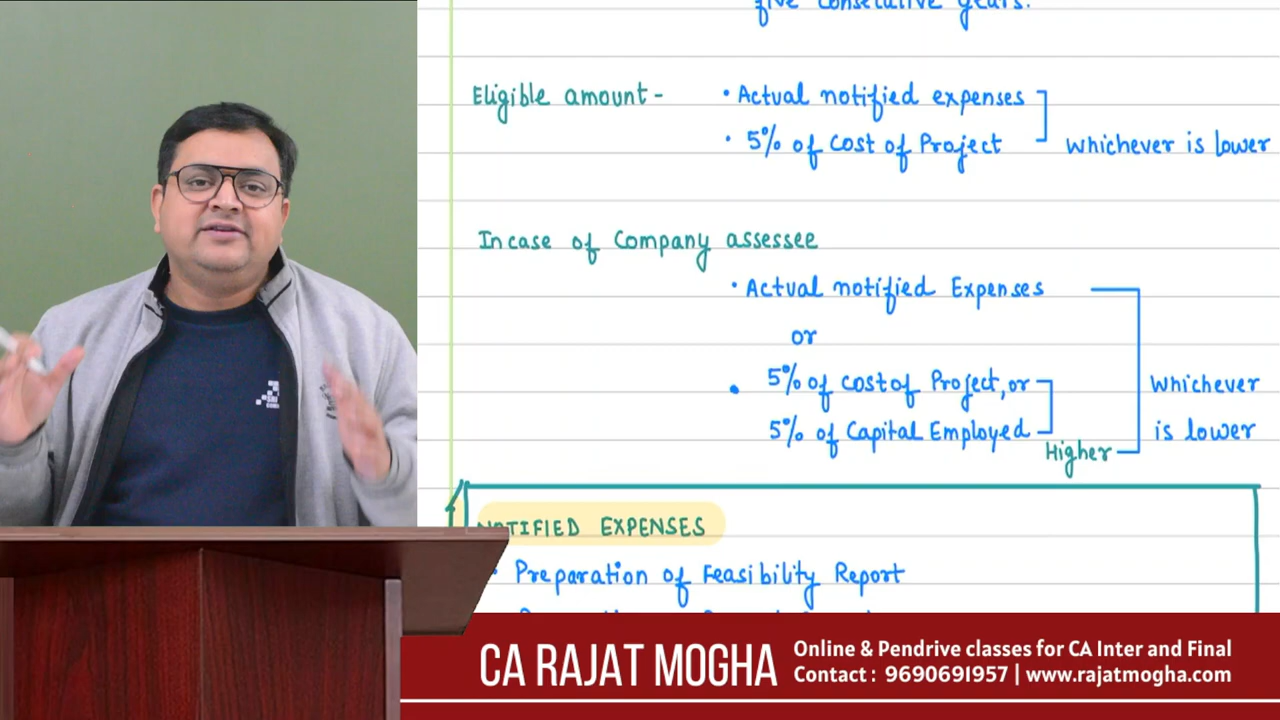 five consecutive years.
Eligible amount - • Actual notified expenses
• 5% of cost of Project whichever is lower
Incase of Company assessee
• Actual notified Expenses
or
• 5% of cost of Project, or whichever
5% of Capital Employed is lower
Higher
NOTIFIED EXPENSES
• Preparation of Feasibility Report
CA RAJAT MOGHA
Online & Pendrive classes for CA Inter and Final
Contact : 9690691957 | www.rajatmogha.com